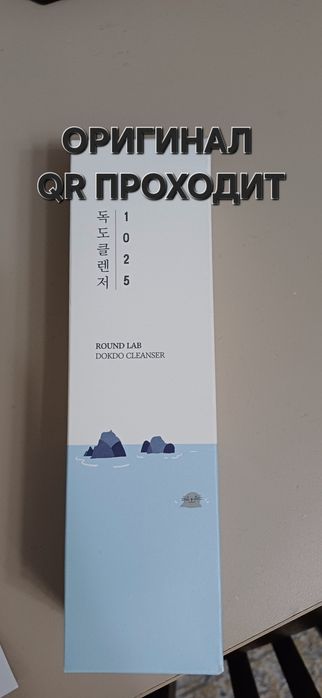 ОРИГИНАЛ
QR ПРОХОДИТ
독도클렌저
1025
ROUND LAB
DOKDO CLEANSER